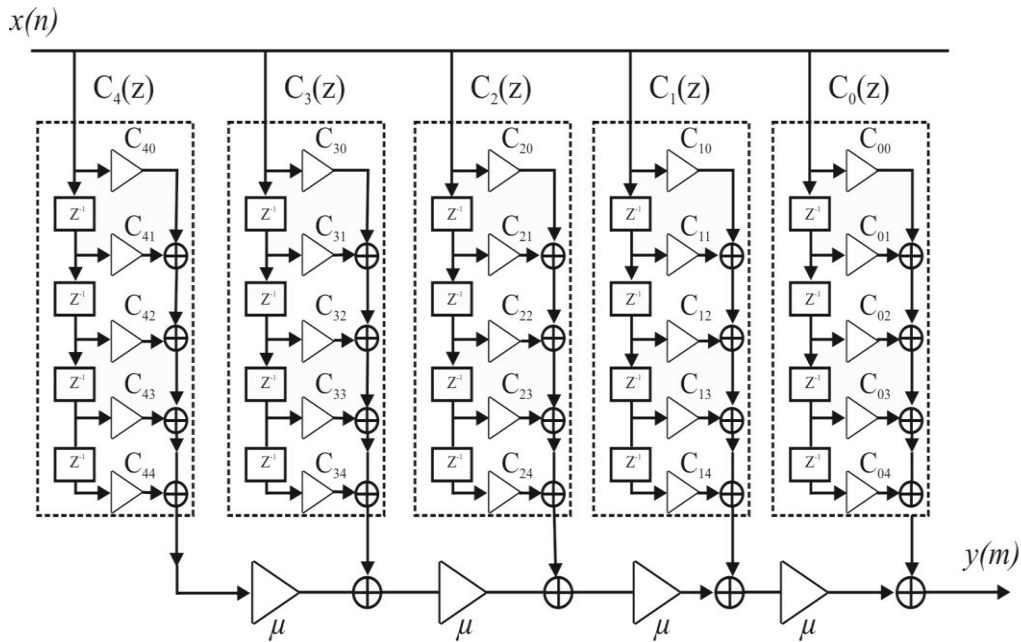 x(n)
C₄(z) C₃(z) C₂(z) C₁(z) C₀(z)
C₄₀ C₃₀ C₂₀ C₁₀ C₀₀
Z⁻¹ Z⁻¹ Z⁻¹ Z⁻¹ Z⁻¹
C₄₁ C₃₁ C₂₁ C₁₁ C₀₁
Z⁻¹ Z⁻¹ Z⁻¹ Z⁻¹ Z⁻¹
C₄₂ C₃₂ C₂₂ C₁₂ C₀₂
Z⁻¹ Z⁻¹ Z⁻¹ Z⁻¹ Z⁻¹
C₄₃ C₃₃ C₂₃ C₁₃ C₀₃
Z⁻¹ Z⁻¹ Z⁻¹ Z⁻¹ Z⁻¹
C₄₄ C₃₄ C₂₄ C₁₄ C₀₄
y(m)
μ μ μ μ